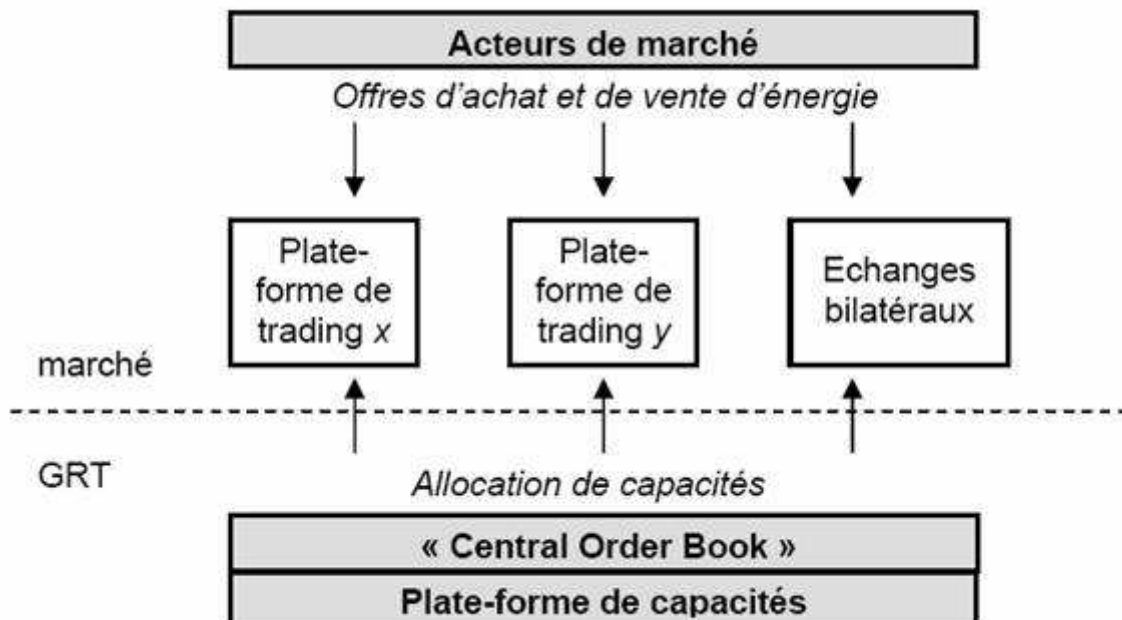 Acteurs de marché
Offres d'achat et de vente d'énergie
Plate-
forme de
trading x
Plate-
forme de
trading y
Echanges
bilatéraux
marché
GRT
Allocation de capacités
« Central Order Book »
Plate-forme de capacités